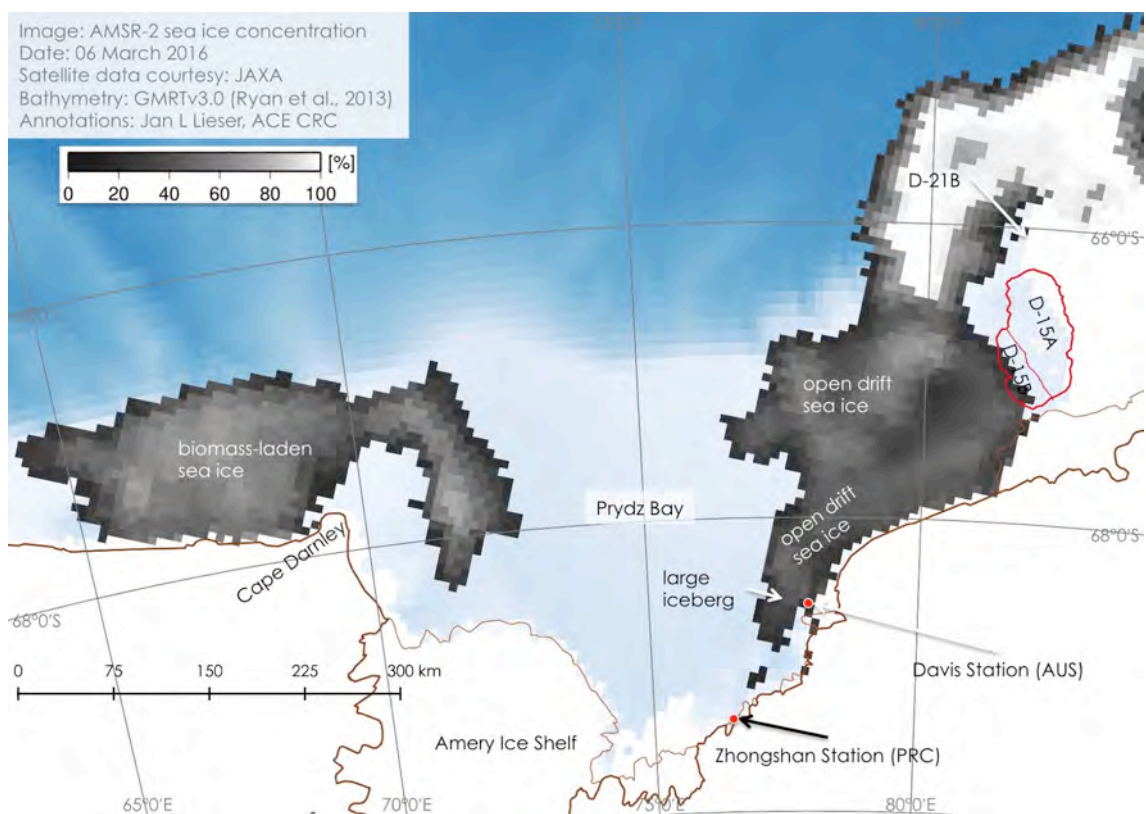 Image: AMSR-2 sea ice concentration
Date: 06 March 2016
Satellite data courtesy: JAXA
Bathymetry: GMRTv3.0 (Ryan et al., 2013)
Annotations: Jan L Lieser, ACE CRC
[%]
0 20 40 60 80 100
D-21B
66°0'S
D-15A
D-15B
open drift
sea ice
biomass-laden
sea ice
Prydz Bay
open drift
sea ice
68°0'S
Cape Darnley
large
iceberg
68°0'S
0 75 150 225 300 km
Davis Station (AUS)
Amery Ice Shelf
Zhongshan Station (PRC)
65°0'E
70°0'E
75°0'E
80°0'E